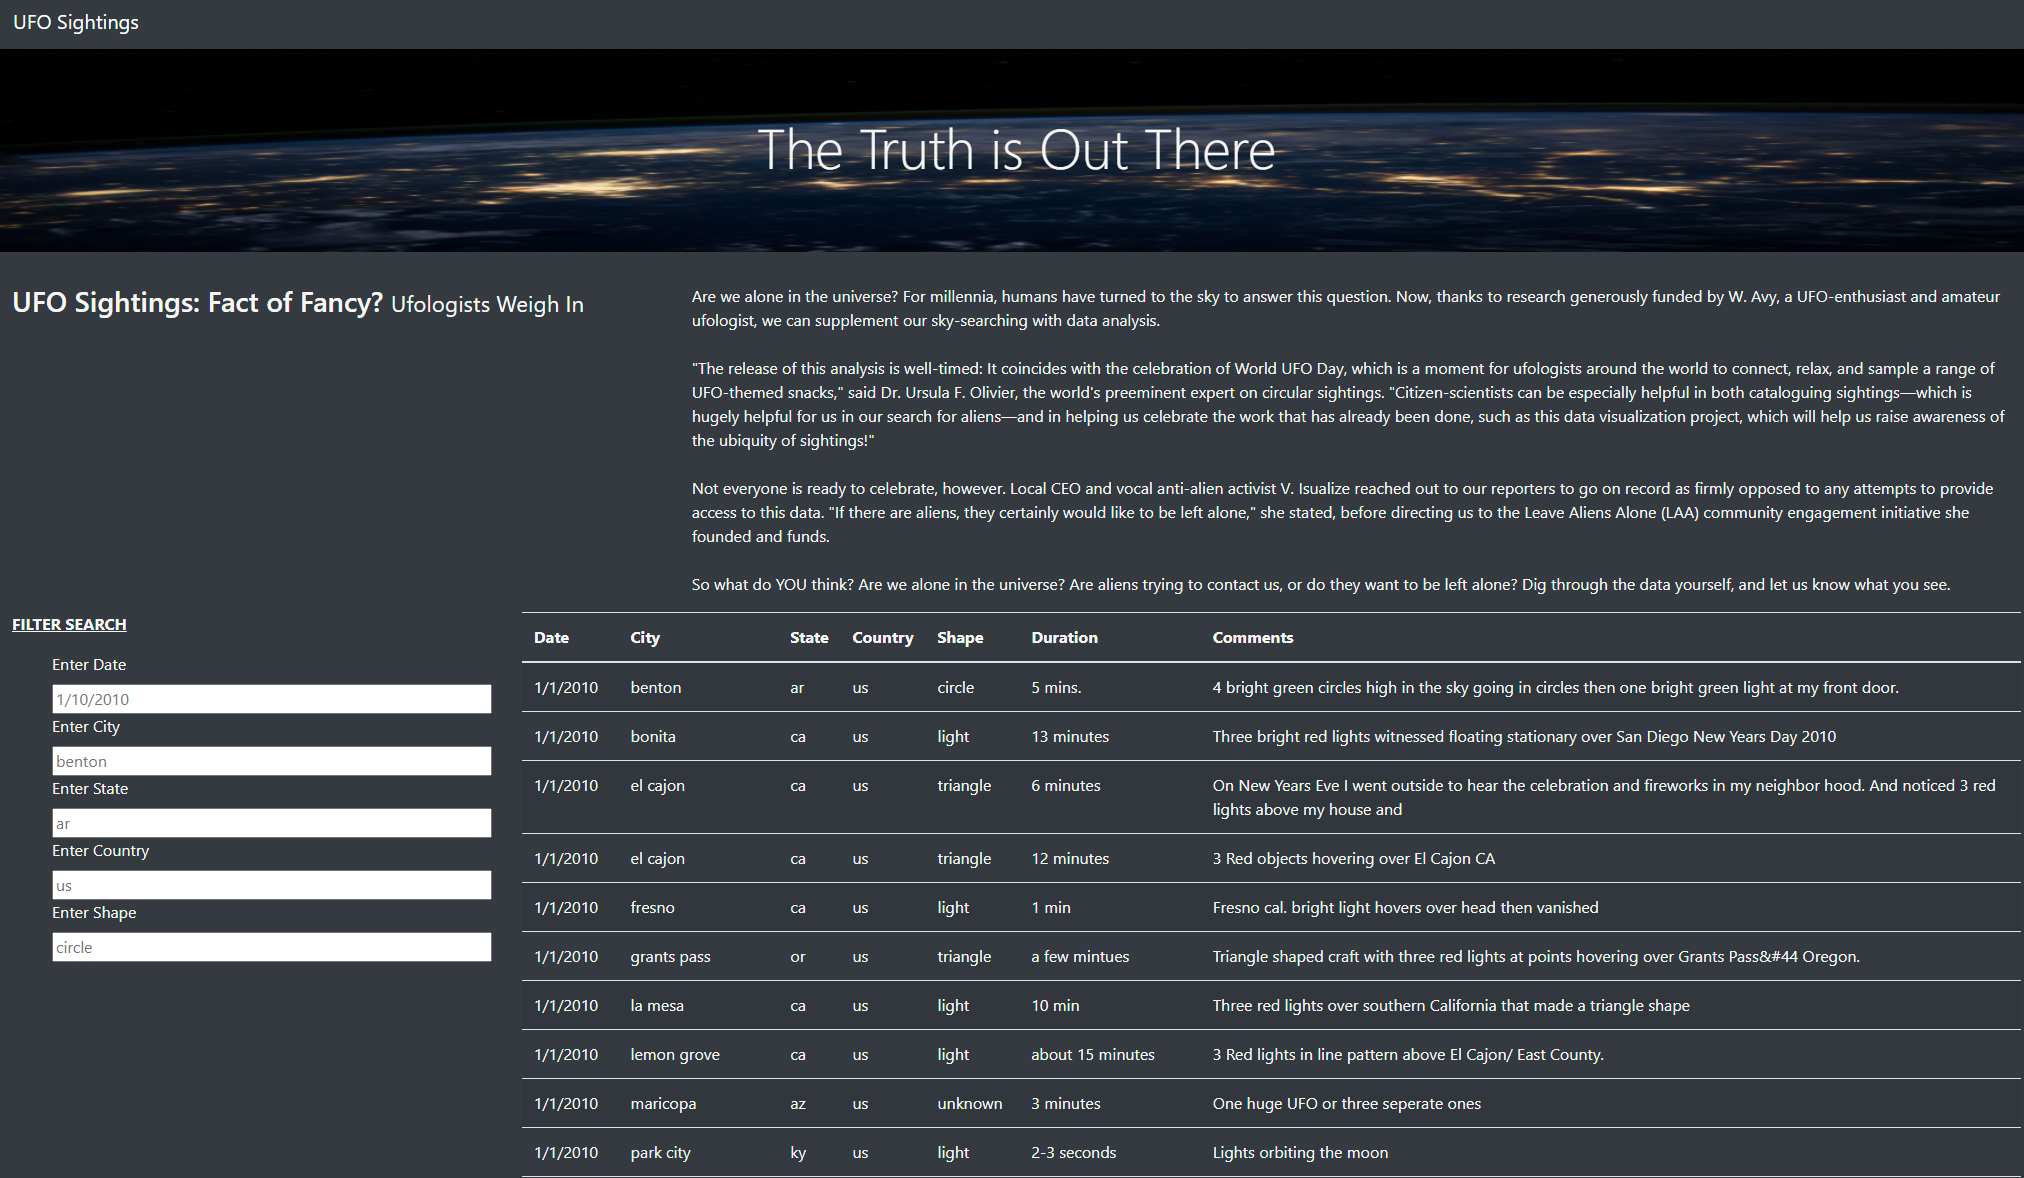 UFO Sightings
The Truth is Out There
UFO Sightings: Fact of Fancy? Ufologists Weigh In
Are we alone in the universe? For millennia, humans have turned to the sky to answer this question. Now, thanks to research generously funded by W. Avy, a UFO-enthusiast and amateur
ufologist, we can supplement our sky-searching with data analysis.
"The release of this analysis is well-timed: It coincides with the celebration of World UFO Day, which is a moment for ufologists around the world to connect, relax, and sample a range of
UFO-themed snacks," said Dr. Ursula F. Olivier, the world's preeminent expert on circular sightings. "Citizen-scientists can be especially helpful in both cataloguing sightings—which is
hugely helpful for us in our search for aliens—and in helping us celebrate the work that has already been done, such as this data visualization project, which will help us raise awareness of
the ubiquity of sightings!"
Not everyone is ready to celebrate, however. Local CEO and vocal anti-alien activist V. Isualize reached out to our reporters to go on record as firmly opposed to any attempts to provide
access to this data. "If there are aliens, they certainly would like to be left alone," she stated, before directing us to the Leave Aliens Alone (LAA) community engagement initiative she
founded and funds.
So what do YOU think? Are we alone in the universe? Are aliens trying to contact us, or do they want to be left alone? Dig through the data yourself, and let us know what you see.
FILTER SEARCH
Enter Date
1/10/2010
Enter City
benton
Enter State
ar
Enter Country
us
Enter Shape
circle
Date City State Country Shape Duration Comments
1/1/2010 benton ar us circle 5 mins. 4 bright green circles high in the sky going in circles then one bright green light at my front door.
1/1/2010 bonita ca us light 13 minutes Three bright red lights witnessed floating stationary over San Diego New Years Day 2010
1/1/2010 el cajon ca us triangle 6 minutes On New Years Eve I went outside to hear the celebration and fireworks in my neighbor hood. And noticed 3 red
lights above my house and
1/1/2010 el cajon ca us triangle 12 minutes 3 Red objects hovering over El Cajon CA
1/1/2010 fresno ca us light 1 min Fresno cal. bright light hovers over head then vanished
1/1/2010 grants pass or us triangle a few mintues Triangle shaped craft with three red lights at points hovering over Grants Pass&#44 Oregon.
1/1/2010 la mesa ca us light 10 min Three red lights over southern California that made a triangle shape
1/1/2010 lemon grove ca us light about 15 minutes 3 Red lights in line pattern above El Cajon/ East County.
1/1/2010 maricopa az us unknown 3 minutes One huge UFO or three seperate ones
1/1/2010 park city ky us light 2-3 seconds Lights orbiting the moon